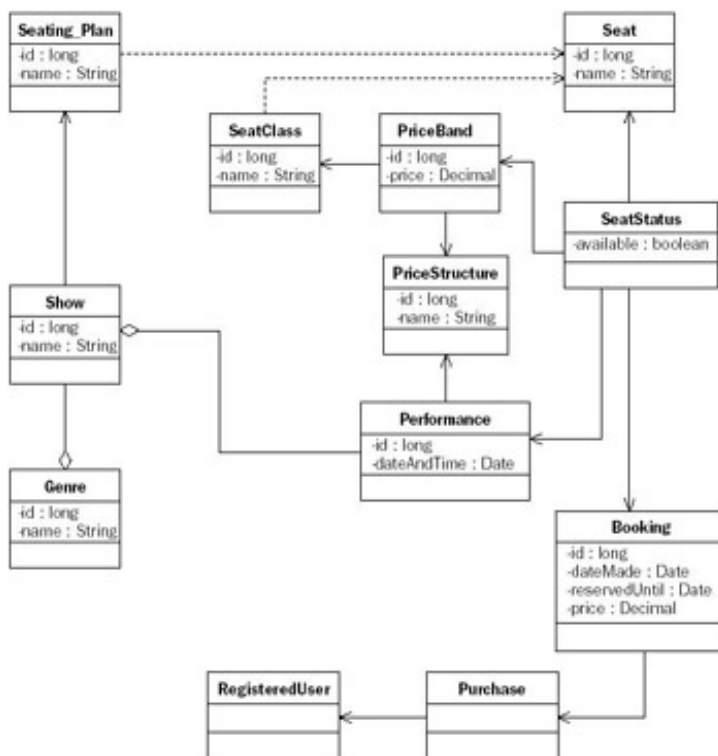 Seating_Plan
-id : long
-name : String
Seat
-id : long
-name : String
SeatClass
-id : long
-name : String
PriceBand
-id : long
-price : Decimal
SeatStatus
-available : boolean
PriceStructure
-id : long
-name : String
Show
-id : long
-name : String
Performance
-id : long
-dateAndTime : Date
Genre
-id : long
-name : String
Booking
-id : long
-dateMade : Date
-reservedUntil : Date
-price : Decimal
RegisteredUser
Purchase